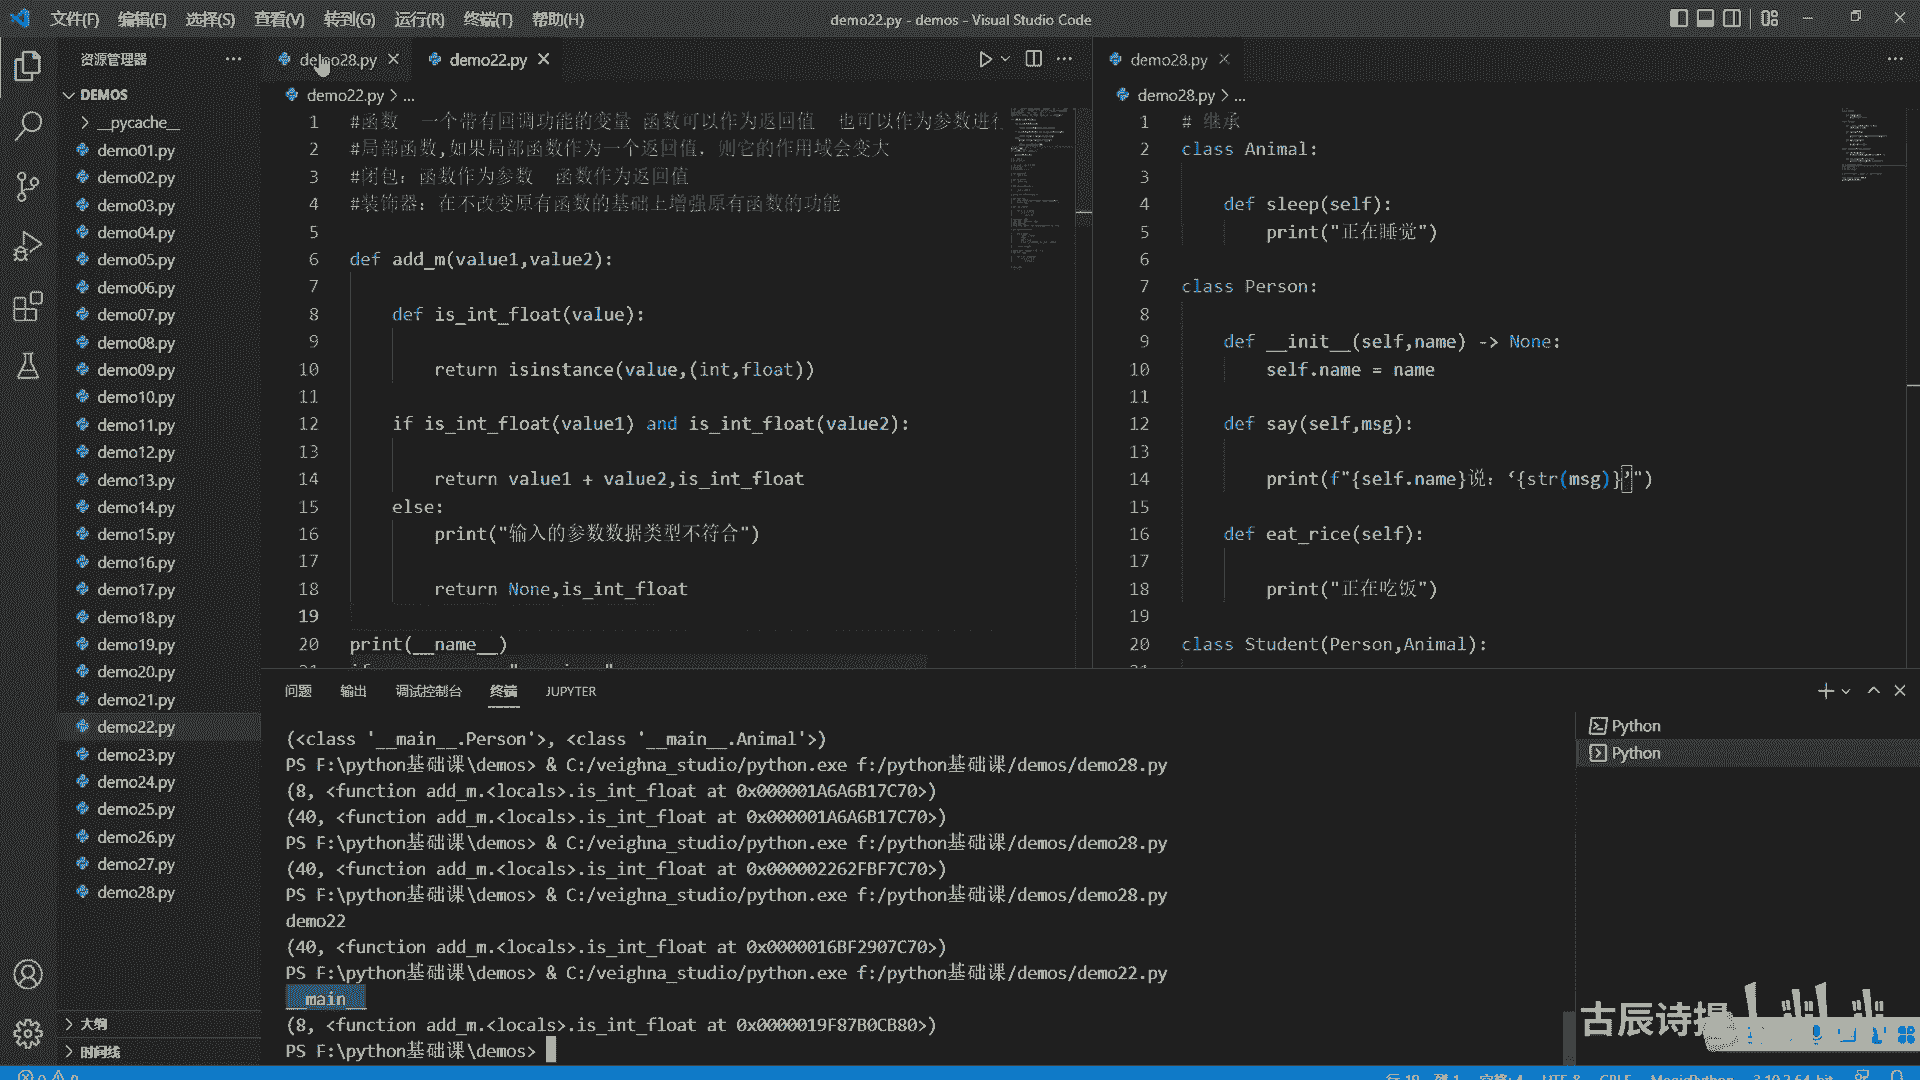 文件(F) 编辑(E) 选择(S) 查看(V) 转到(G) 运行(R) 终端(T) 帮助(H)
demo22.py - demos - Visual Studio Code
资源管理器
DEMOS
__pycache__
demo01.py
demo02.py
demo03.py
demo04.py
demo05.py
demo06.py
demo07.py
demo08.py
demo09.py
demo10.py
demo11.py
demo12.py
demo13.py
demo14.py
demo15.py
demo16.py
demo17.py
demo18.py
demo19.py
demo20.py
demo21.py
demo22.py
demo23.py
demo24.py
demo25.py
demo26.py
demo27.py
demo28.py
大纲
时间线
demo28.py demo22.py
demo22.py > ...
1 #函数 一个带有回调功能的变量 函数可以作为返回值 也可以作为参数进行
2 #局部函数,如果局部函数作为一个返回值，则它的作用域会变大
3 #闭包：函数作为参数 函数作为返回值
4 #装饰器：在不改变原有函数的基础上增强原有函数的功能
5
6 def add_m(value1,value2):
7
8 def is_int_float(value):
9
10 return isinstance(value,(int,float))
11
12 if is_int_float(value1) and is_int_float(value2):
13
14 return value1 + value2,is_int_float
15 else:
16 print("输入的参数数据类型不符合")
17
18 return None,is_int_float
19
20 print(__name__)
demo28.py
demo28.py > ...
1 # 继承
2 class Animal:
3
4 def sleep(self):
5 print("正在睡觉")
6
7 class Person:
8
9 def __init__(self,name) -> None:
10 self.name = name
11
12 def say(self,msg):
13
14 print(f"{self.name}说：‘{str(msg)}’")
15
16 def eat_rice(self):
17
18 print("正在吃饭")
19
20 class Student(Person,Animal):
问题 输出 调试控制台 终端 JUPYTER
(<class '__main__.Person'>, <class '__main__.Animal'>)
PS F:\python基础课\demos> & C:/veighna_studio/python.exe f:/python基础课/demos/demo28.py
(8, <function add_m.<locals>.is_int_float at 0x000001A6A6B17C70>)
(40, <function add_m.<locals>.is_int_float at 0x000001A6A6B17C70>)
PS F:\python基础课\demos> & C:/veighna_studio/python.exe f:/python基础课/demos/demo28.py
(40, <function add_m.<locals>.is_int_float at 0x000002262FBF7C70>)
PS F:\python基础课\demos> & C:/veighna_studio/python.exe f:/python基础课/demos/demo28.py
demo22
(40, <function add_m.<locals>.is_int_float at 0x0000016BF2907C70>)
PS F:\python基础课\demos> & C:/veighna_studio/python.exe f:/python基础课/demos/demo22.py
__main__
(8, <function add_m.<locals>.is_int_float at 0x0000019F87B0CB80>)
PS F:\python基础课\demos>
Python
Python
古辰诗提